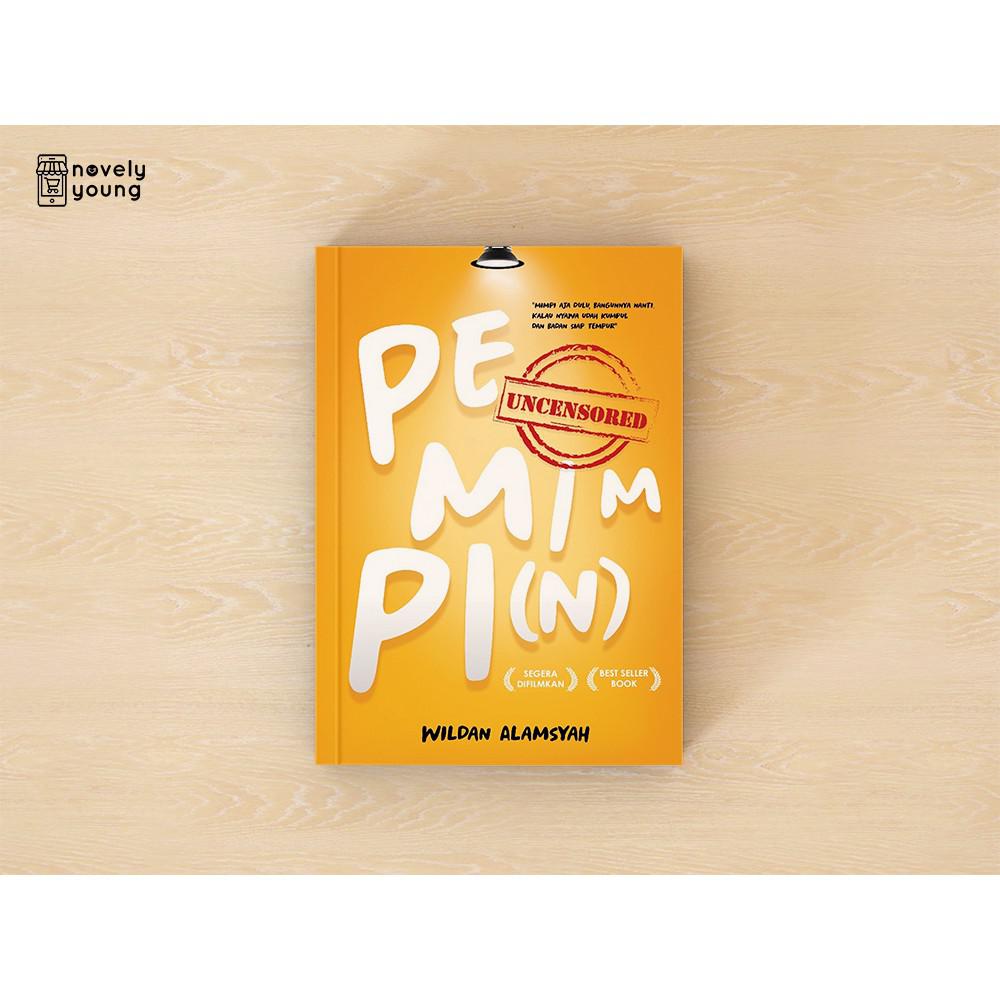 novely
young
"MIMPI AJA DULU, BANGUNNYA NANTI.
KALAU NYAWA UDAH KUMPUL
DAN BADAN SIAP TEMPUR"
PE
UNCENSORED
MIM
PI(N)
SEGERA
DIFILMKAN
BEST SELLER
BOOK
WILDAN ALAMSYAH